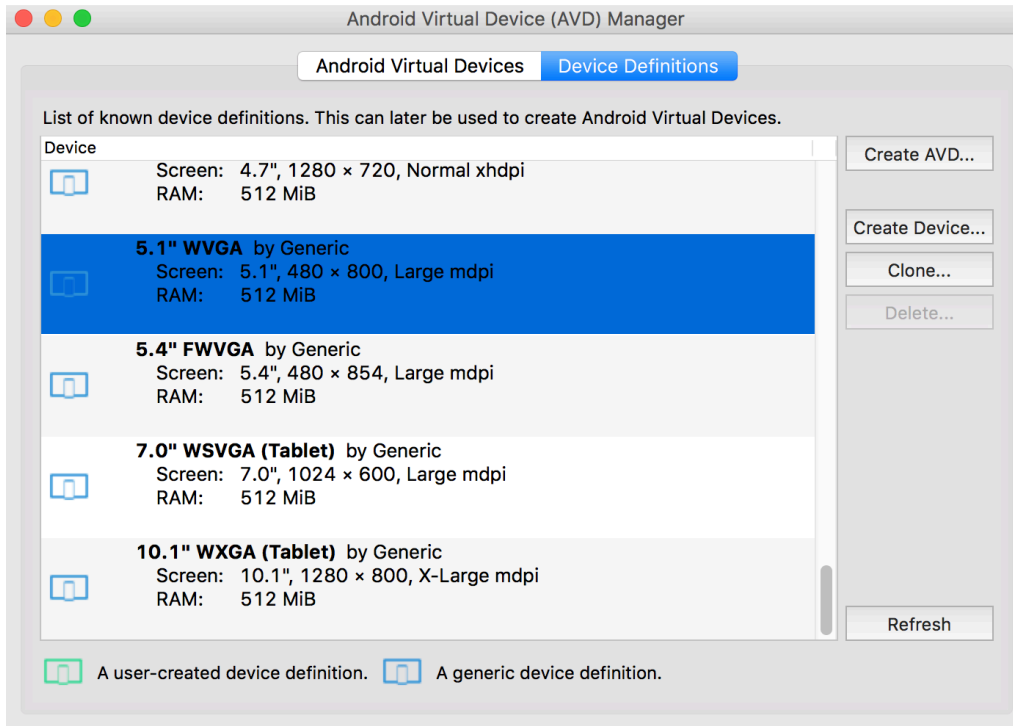 Android Virtual Device (AVD) Manager
Android Virtual Devices
Device Definitions
List of known device definitions. This can later be used to create Android Virtual Devices.
Device
Create AVD...
Screen: 4.7", 1280 × 720, Normal xhdpi
RAM: 512 MiB
Create Device...
5.1" WVGA by Generic
Screen: 5.1", 480 × 800, Large mdpi
RAM: 512 MiB
Clone...
Delete...
5.4" FWVGA by Generic
Screen: 5.4", 480 × 854, Large mdpi
RAM: 512 MiB
7.0" WSVGA (Tablet) by Generic
Screen: 7.0", 1024 × 600, Large mdpi
RAM: 512 MiB
10.1" WXGA (Tablet) by Generic
Screen: 10.1", 1280 × 800, X-Large mdpi
RAM: 512 MiB
Refresh
A user-created device definition.
A generic device definition.